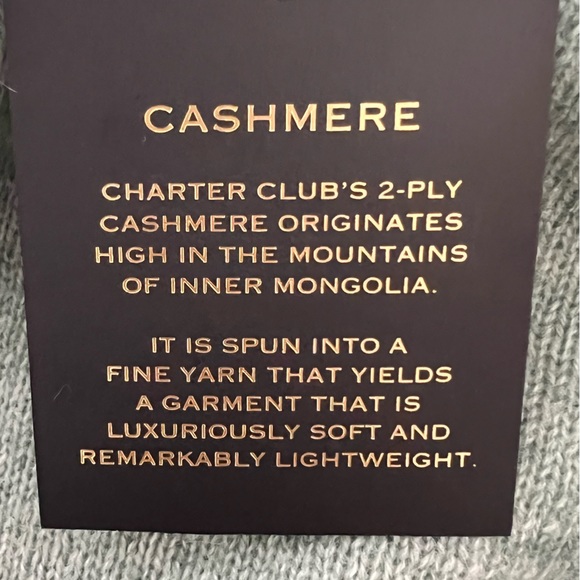 CASHMERE
CHARTER CLUB'S 2-PLY
CASHMERE ORIGINATES
HIGH IN THE MOUNTAINS
OF INNER MONGOLIA.
IT IS SPUN INTO A
FINE YARN THAT YIELDS
A GARMENT THAT IS
LUXURIOUSLY SOFT AND
REMARKABLY LIGHTWEIGHT.